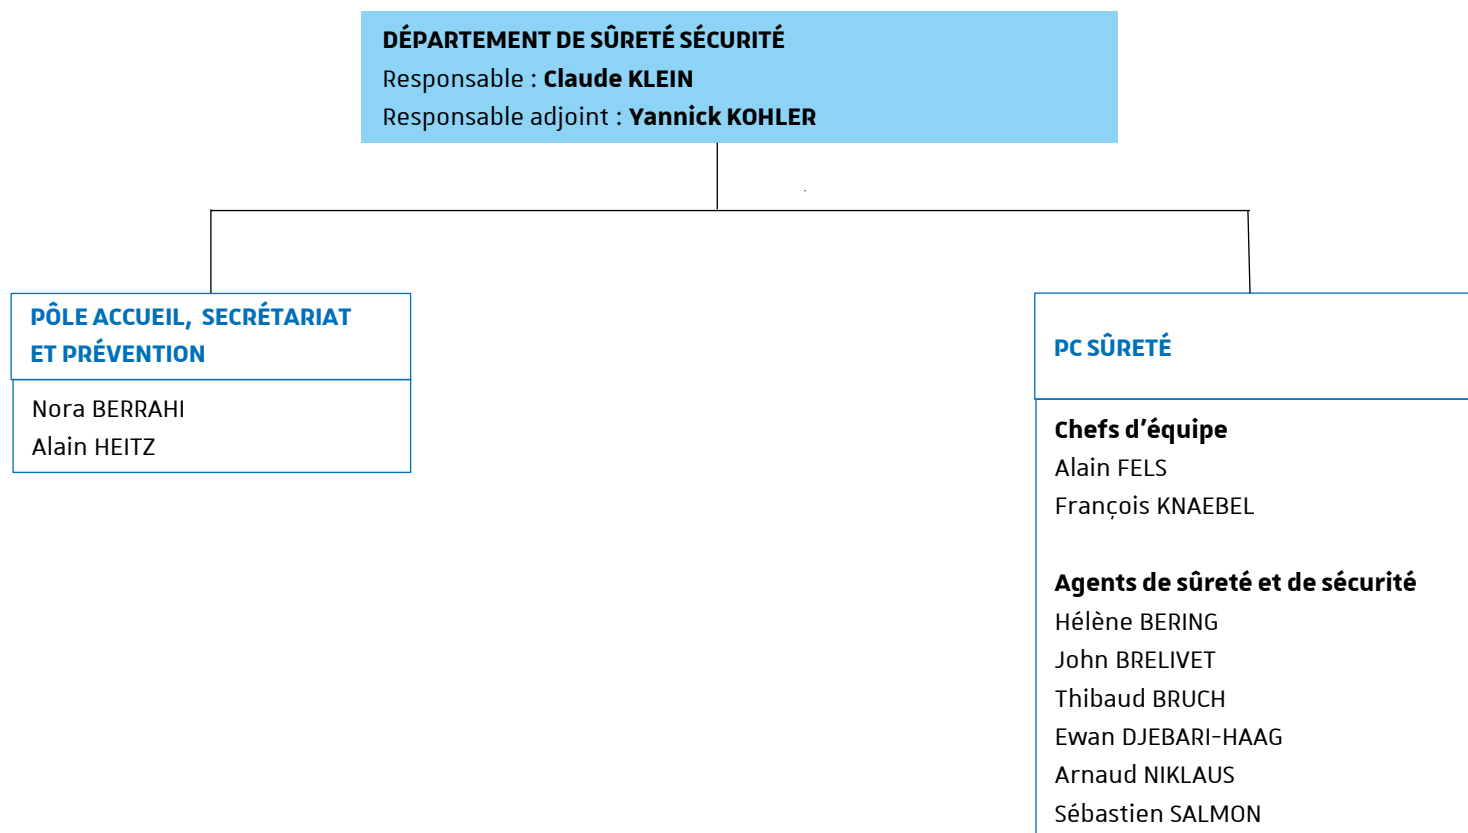 DÉPARTEMENT DE SÛRETÉ SÉCURITÉ
Responsable : Claude KLEIN
Responsable adjoint : Yannick KOHLER
PÔLE ACCUEIL, SECRÉTARIAT
ET PRÉVENTION
Nora BERRAHI
Alain HEITZ
PC SÛRETÉ
Chefs d’équipe
Alain FELS
François KNAEBEL
Agents de sûreté et de sécurité
Hélène BERING
John BRELIVET
Thibaud BRUCH
Ewan DJEBARI-HAAG
Arnaud NIKLAUS
Sébastien SALMON